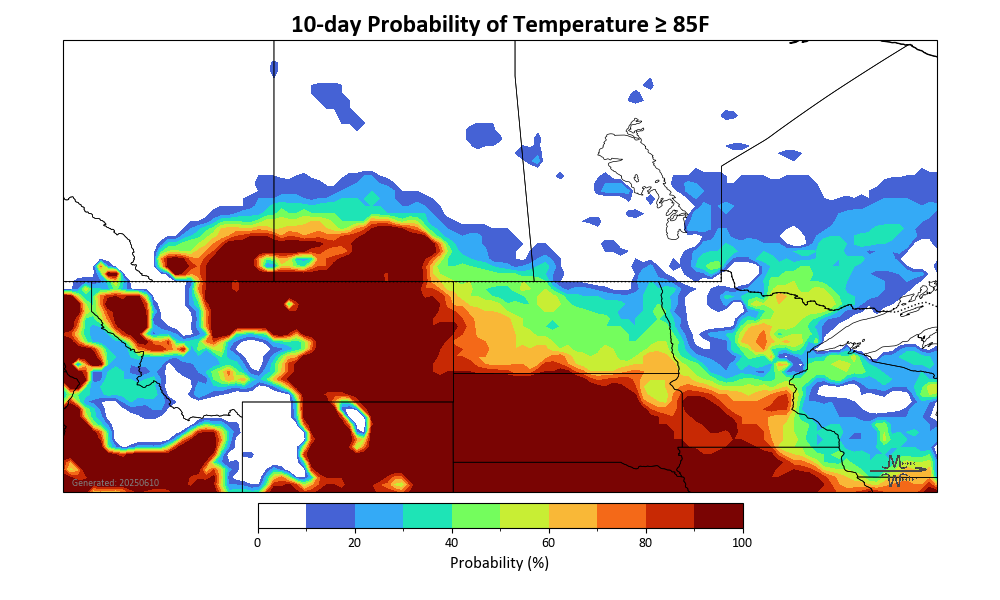 10-day Probability of Temperature ≥ 85F
Generated: 20250610
0 20 40 60 80 100
Probability (%)